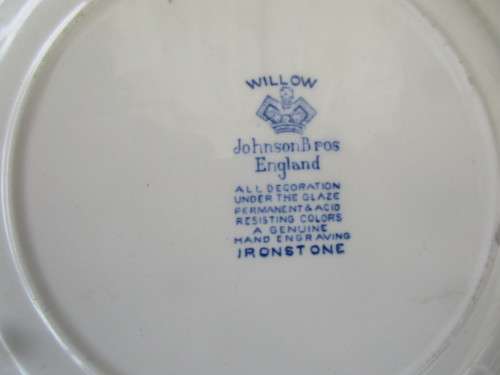 WILLOW
JohnsonBros
England
ALL DECORATION
UNDER THE GLAZE
PERMANENT & ACID
RESISTING COLORS
A GENUINE
HAND ENGRAVING
IRONSTONE